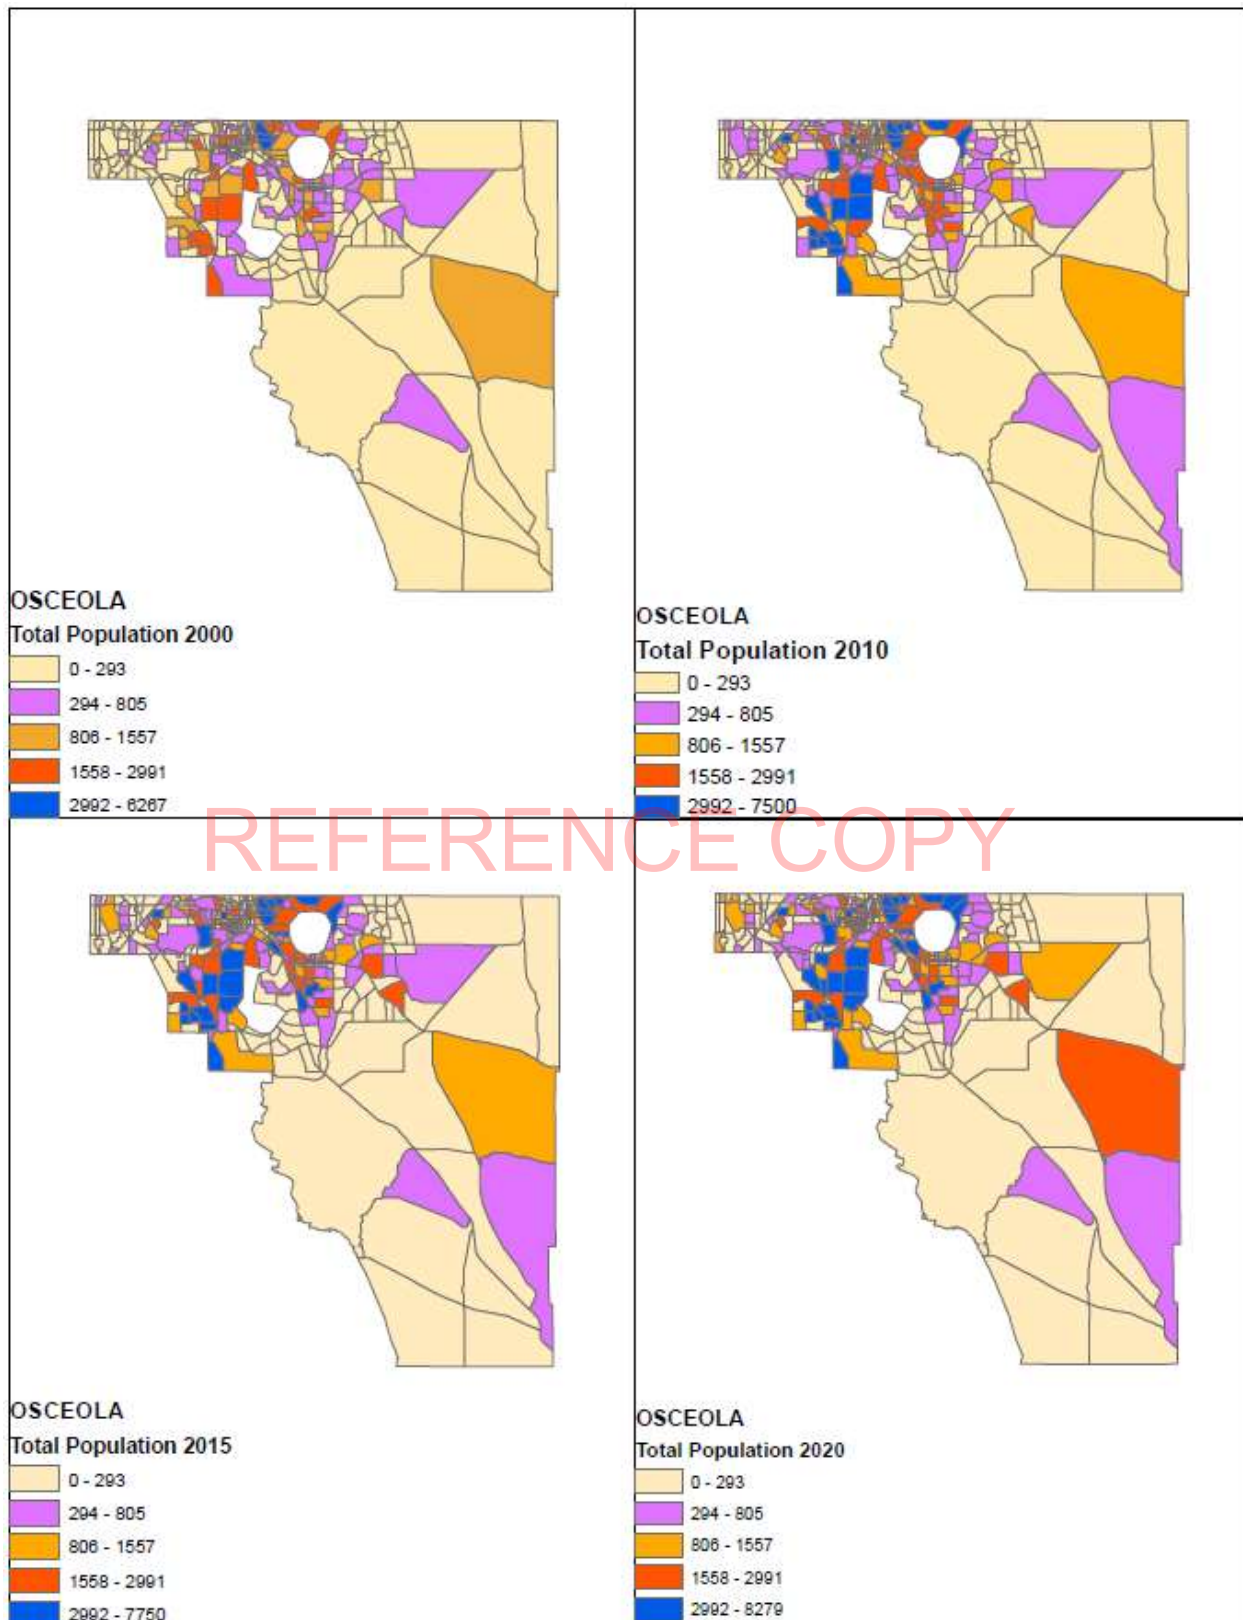 OSCEOLA
Total Population 2000
0 - 293
294 - 805
806 - 1557
1558 - 2991
2992 - 6267
OSCEOLA
Total Population 2010
0 - 293
294 - 805
806 - 1557
1558 - 2991
2992 - 7500
REFERENCE COPY
OSCEOLA
Total Population 2015
0 - 293
294 - 805
806 - 1557
1558 - 2991
2992 - 7750
OSCEOLA
Total Population 2020
0 - 293
294 - 805
806 - 1557
1558 - 2991
2992 - 8279